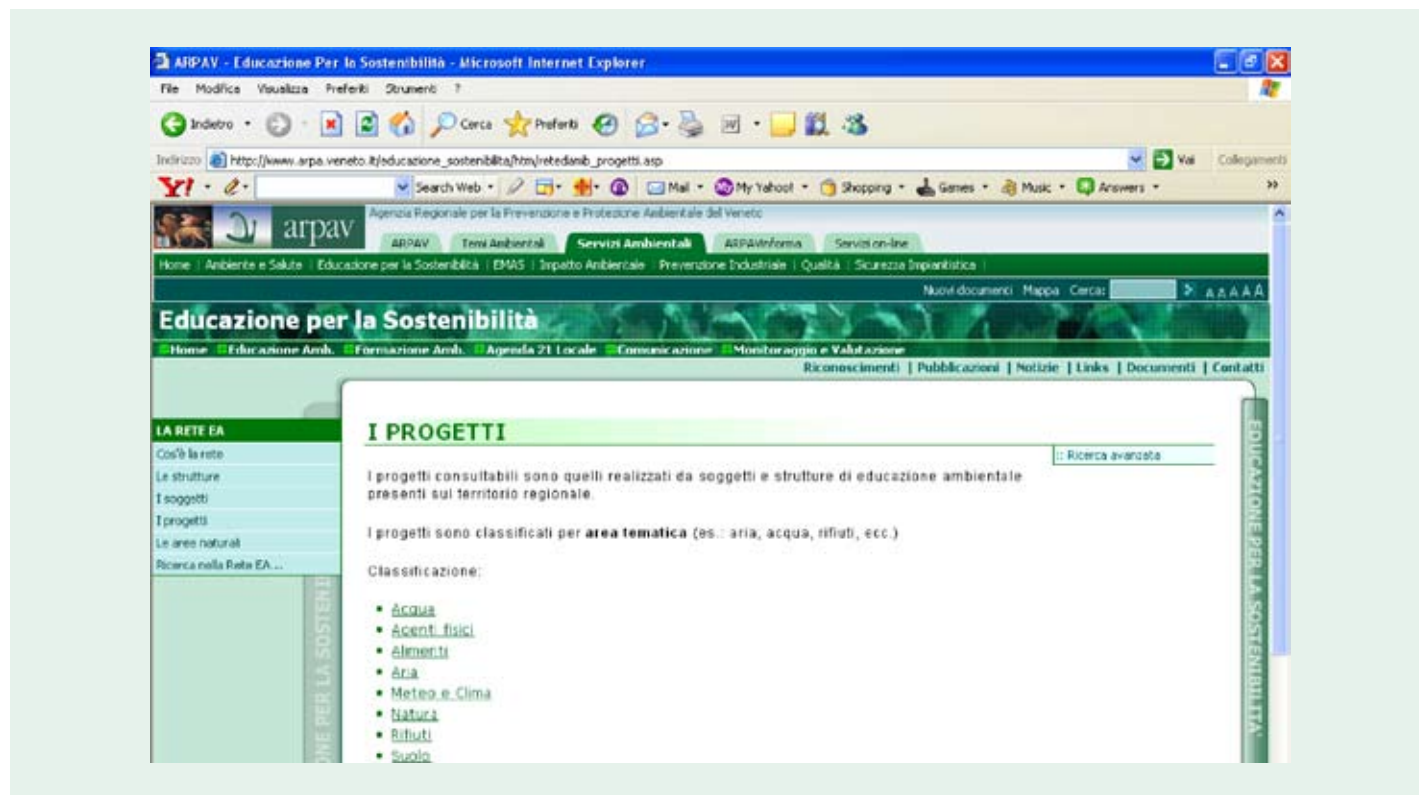 ARPAV - Educazione Per la Sostenibilità - Microsoft Internet Explorer
File Modifica Visualizza Preferiti Strumenti ?
Indietro Cerca Preferiti
Indirizzo http://www.arpa.veneto.it/educazione_sostenibilita/htm/retedamb_progetti.asp Vai Collegamenti
Y! Search Web Mail My Yahoo! Shopping Games Music Answers »
arpav Agenzia Regionale per la Prevenzione e Protezione Ambientale del Veneto
ARPAV Temi Ambientali Servizi Ambientali ARPAVinforma Servizi on-line
Home | Ambiente e Salute | Educazione per la Sostenibilità | EMAS | Impatto Ambientale | Prevenzione Industriale | Qualità | Sicurezza Impiantistica |
Nuovi documenti Mappa Cerca: A A A A A
Educazione per la Sostenibilità
Home Educazione Amb. Formazione Amb. Agenda 21 Locale Comunicazione Monitoraggio e Valutazione
Riconoscimenti | Pubblicazioni | Notizie | Links | Documenti | Contatti
LA RETE EA
Cos'è la rete
Le strutture
I soggetti
I progetti
Le aree naturali
Ricerca nella Rete EA...
I PROGETTI
:: Ricerca avanzata
I progetti consultabili sono quelli realizzati da soggetti e strutture di educazione ambientale
presenti sul territorio regionale.
I progetti sono classificati per area tematica (es.: aria, acqua, rifiuti, ecc.)
Classificazione:
• Acqua
• Agenti fisici
• Alimenti
• Aria
• Meteo e Clima
• Natura
• Rifiuti
• Suolo
ONE PER LA SOSTENI
EDUCAZIONE PER LA SOSTENIBILITA'